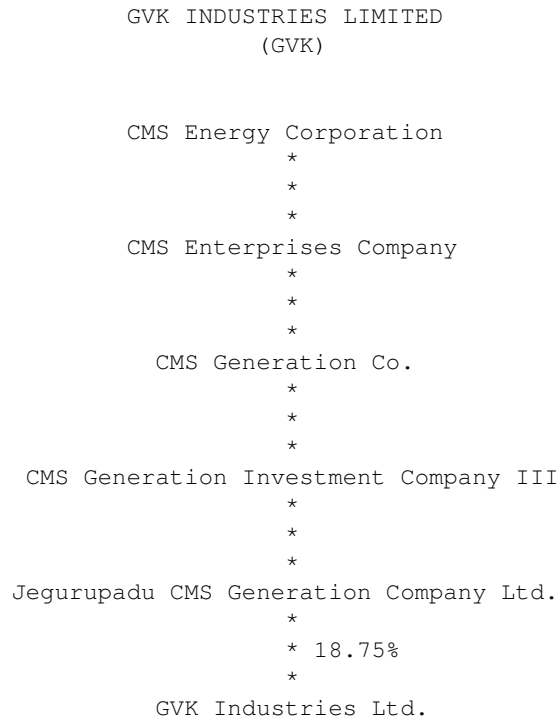 GVK INDUSTRIES LIMITED
(GVK)
CMS Energy Corporation
*
*
*
CMS Enterprises Company
*
*
*
CMS Generation Co.
*
*
*
CMS Generation Investment Company III
*
*
*
Jegurupadu CMS Generation Company Ltd.
*
* 18.75%
*
GVK Industries Ltd.